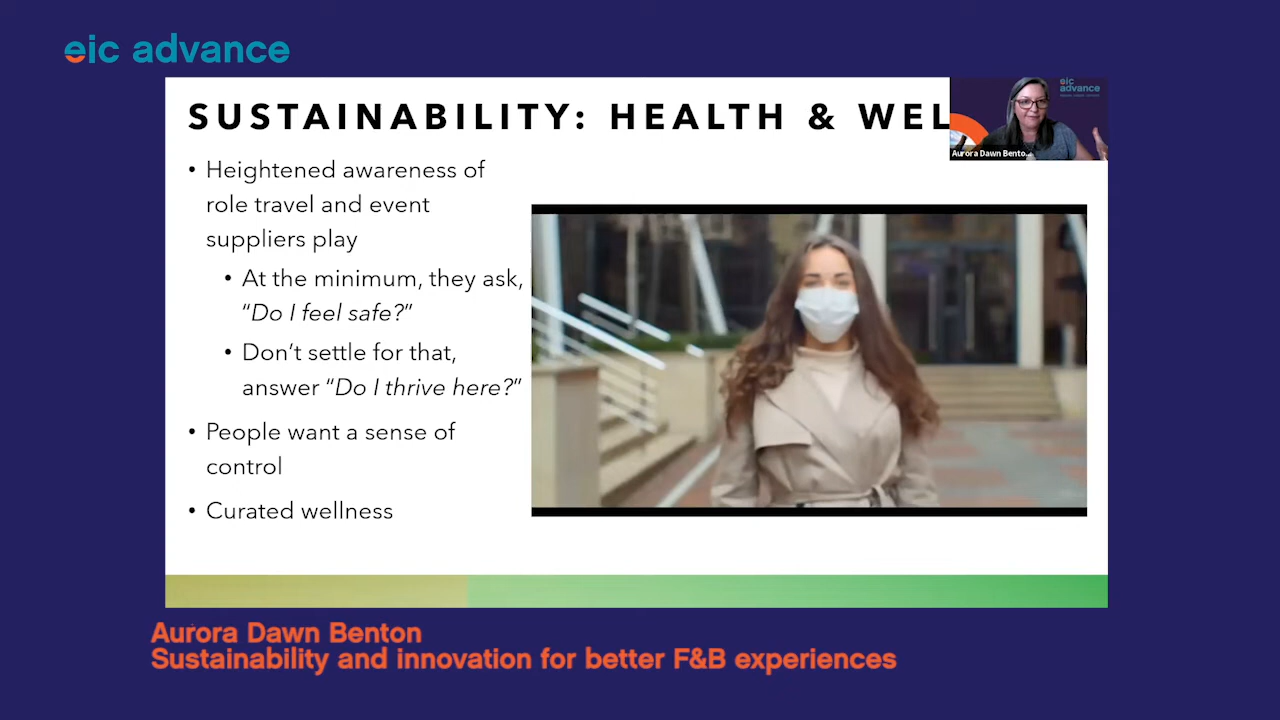 eic advance
SUSTAINABILITY: HEALTH & WEL
eic
advance
Aurora Dawn Bento...
• Heightened awareness of
role travel and event
suppliers play
• At the minimum, they ask,
“Do I feel safe?”
• Don’t settle for that,
answer “Do I thrive here?”
• People want a sense of
control
• Curated wellness
Aurora Dawn Benton
Sustainability and innovation for better F&B experiences